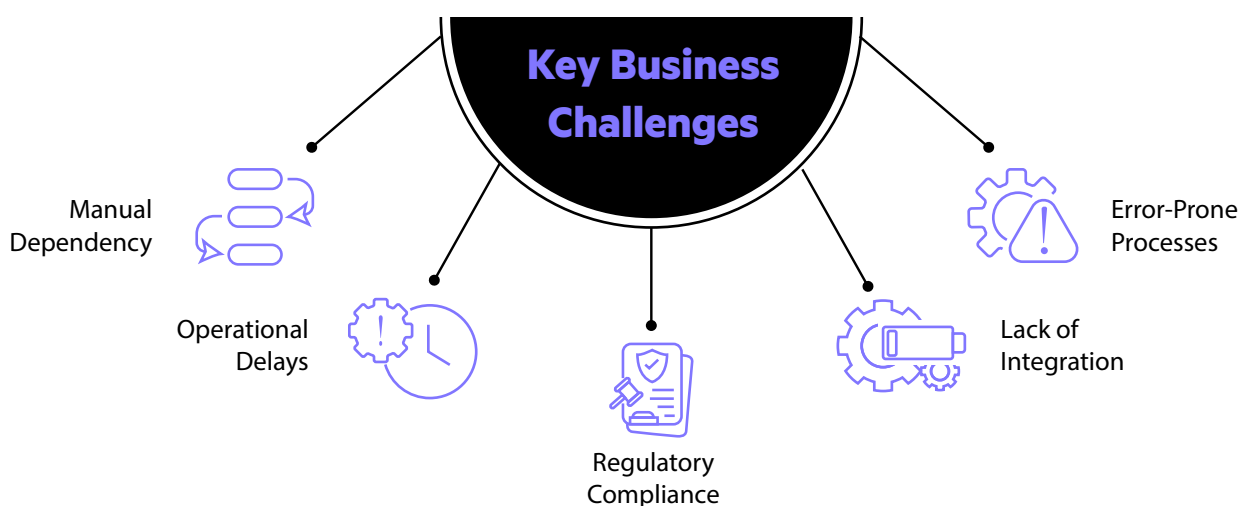 Key Business
Challenges
Manual
Dependency
Operational
Delays
Regulatory
Compliance
Lack of
Integration
Error-Prone
Processes